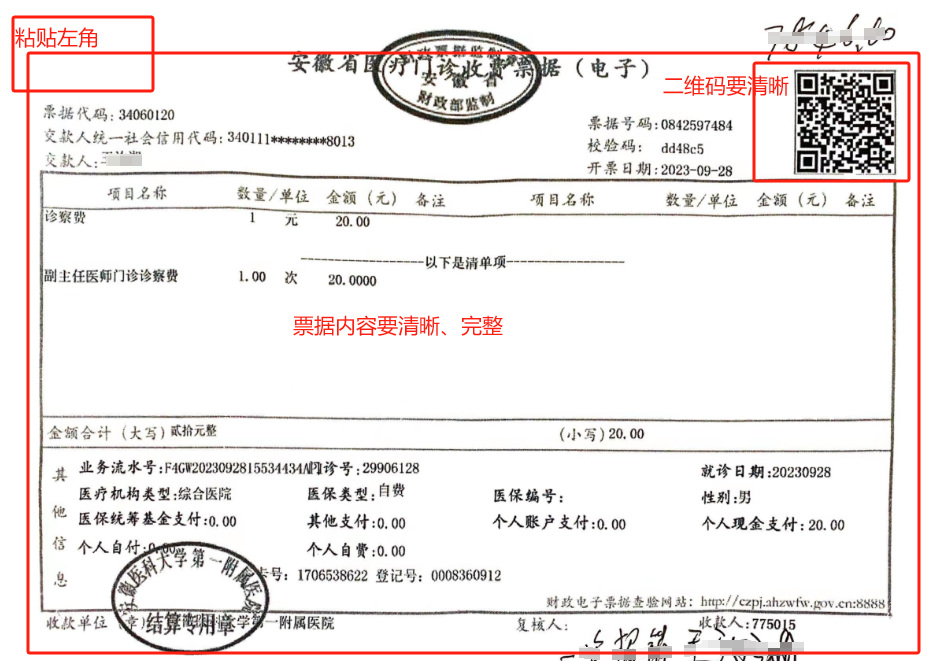 粘贴左角
安徽省医疗门诊收费票据（电子）
财政票据监制
安徽省
财政部监制
二维码要清晰
票据代码:34060120
交款人统一社会信用代码:340111********8013
交款人:
票据号码:0842597484
校验码: dd48c5
开票日期:2023-09-28
项目名称 数量/单位 金额（元） 备注 项目名称 数量/单位 金额（元） 备注
诊察费 1 元 20.00
以下是清单项
副主任医师门诊诊察费 1.00 次 20.0000
票据内容要清晰、完整
金额合计（大写）贰拾元整 （小写）20.00
其他信息
业务流水号:F4GW2023092815534434 诊号:29906128 就诊日期:20230928
医疗机构类型:综合医院 医保类型:自费 医保编号: 性别:男
医保统筹基金支付:0.00 其他支付:0.00 个人账户支付:0.00 个人现金支付:20.00
个人自付:0.00 个人自费:0.00
卡号: 1706538622 登记号: 0008360912
安徽医科大学第一附属医院
结算专用章
财政电子票据查验网站: http://czpj.ahzwfw.gov.cn:8888
收款单位（章） 第一附属医院 复核人: 收款人:775015